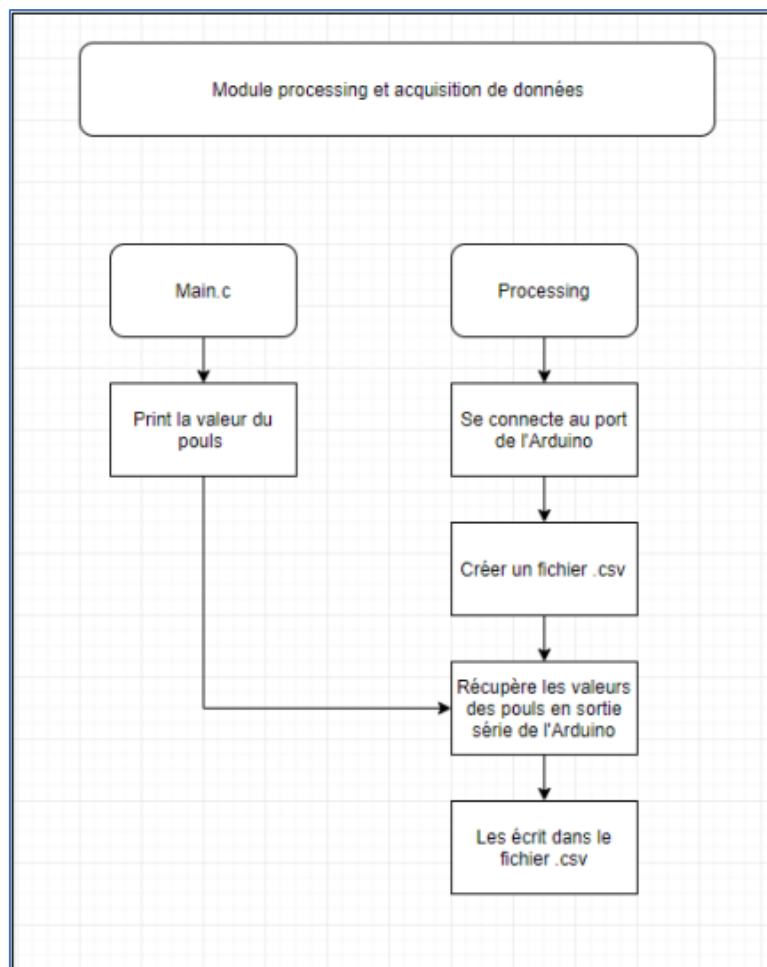 Module processing et acquisition de données
Main.c
Processing
Print la valeur du
pouls
Se connecte au port
de l'Arduino
Créer un fichier .csv
Récupère les valeurs
des pouls en sortie
série de l'Arduino
Les écrit dans le
fichier .csv